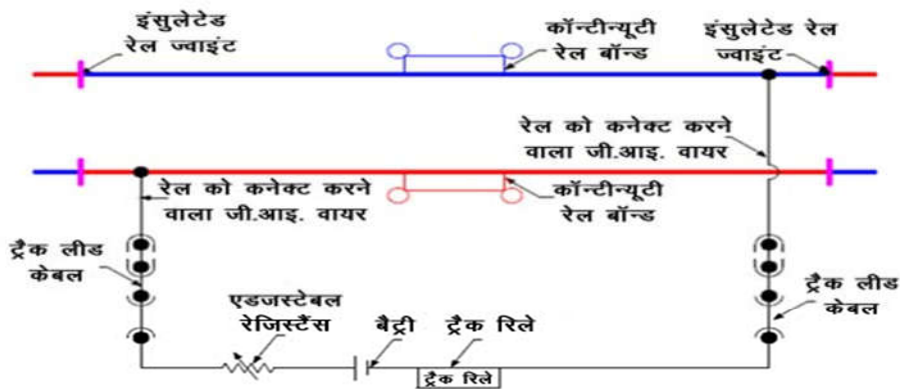 इंसुलेटेड
रेल ज्वाइंट
कॉन्टीन्यूटी
रेल बॉन्ड
इंसुलेटेड रेल
ज्वाइंट
रेल को कनेक्ट करने
वाला जी.आइ. वायर
रेल को कनेक्ट करने
वाला जी.आइ. वायर
कॉन्टीन्यूटी
रेल बॉन्ड
ट्रैक लीड
केबल
एडजस्टेबल
रेजिस्टैंस
बैट्री
ट्रैक रिले
ट्रैक लीड
केबल
ट्रैक रिले